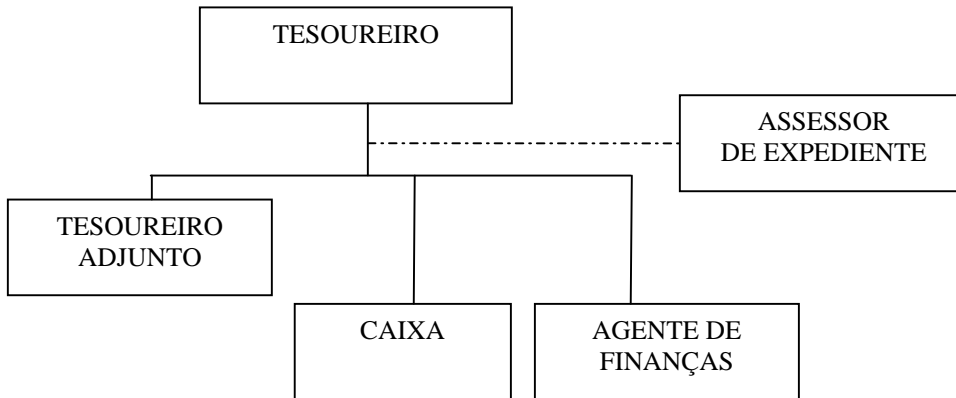 TESOUREIRO
ASSESSOR
DE EXPEDIENTE
TESOUREIRO
ADJUNTO
CAIXA
AGENTE DE
FINANÇAS